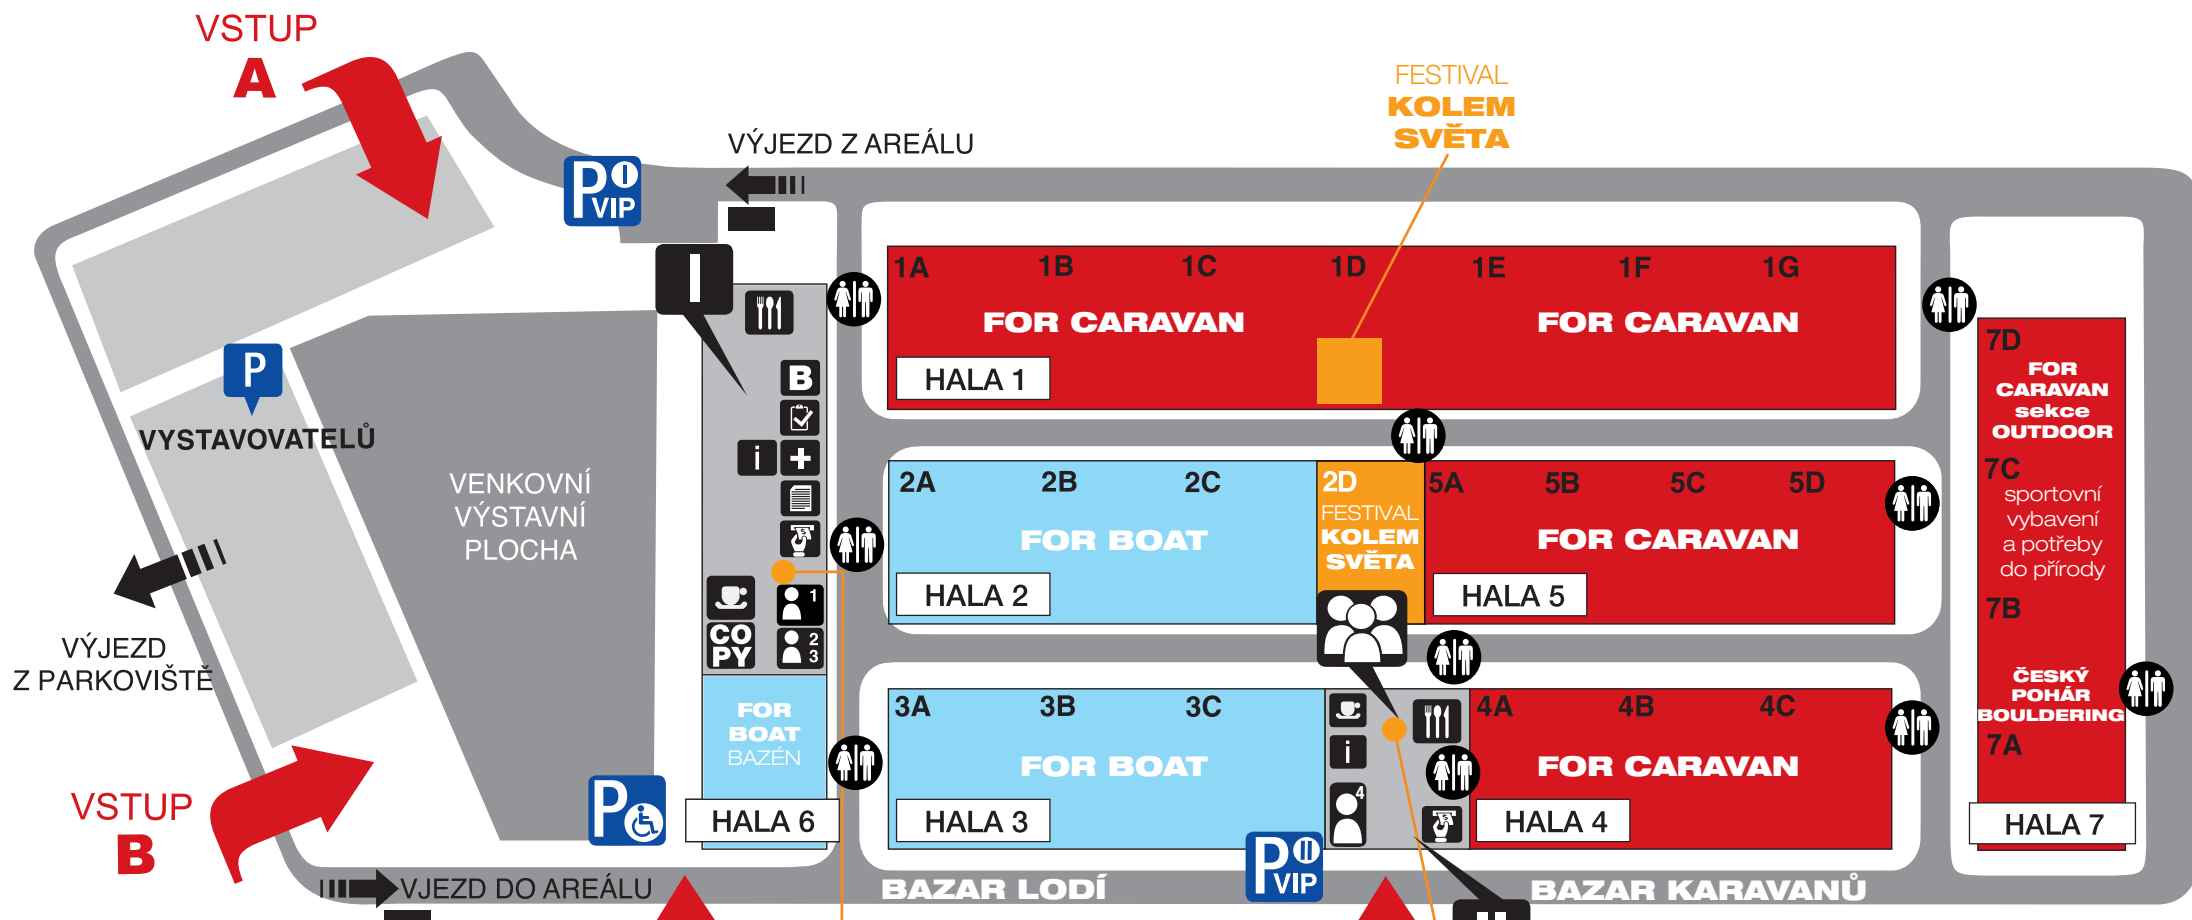 VSTUP
A
FESTIVAL
KOLEM
SVĚTA
VÝJEZD Z AREÁLU
P I
VIP
I
1A 1B 1C 1D 1E 1F 1G
FOR CARAVAN FOR CARAVAN
HALA 1
P
VYSTAVOVATELŮ
VENKOVNÍ
VÝSTAVNÍ
PLOCHA
VÝJEZD
Z PARKOVIŠTĚ
B
i
1
CO
PY
2
3
FOR
BOAT
BAZÉN
HALA 6
2A 2B 2C
FOR BOAT
HALA 2
2D
FESTIVAL
KOLEM
SVĚTA
5A 5B 5C 5D
FOR CARAVAN
HALA 5
3A 3B 3C
FOR BOAT
HALA 3
i
4
4A 4B 4C
FOR CARAVAN
HALA 4
7D
FOR
CARAVAN
sekce
OUTDOOR
7C
sportovní
vybavení
a potřeby
do přírody
7B
ČESKÝ
POHÁR
BOULDERING
7A
HALA 7
VSTUP
B
P
P II
VIP
VJEZD DO AREÁLU
BAZAR LODÍ
BAZAR KARAVANŮ
II